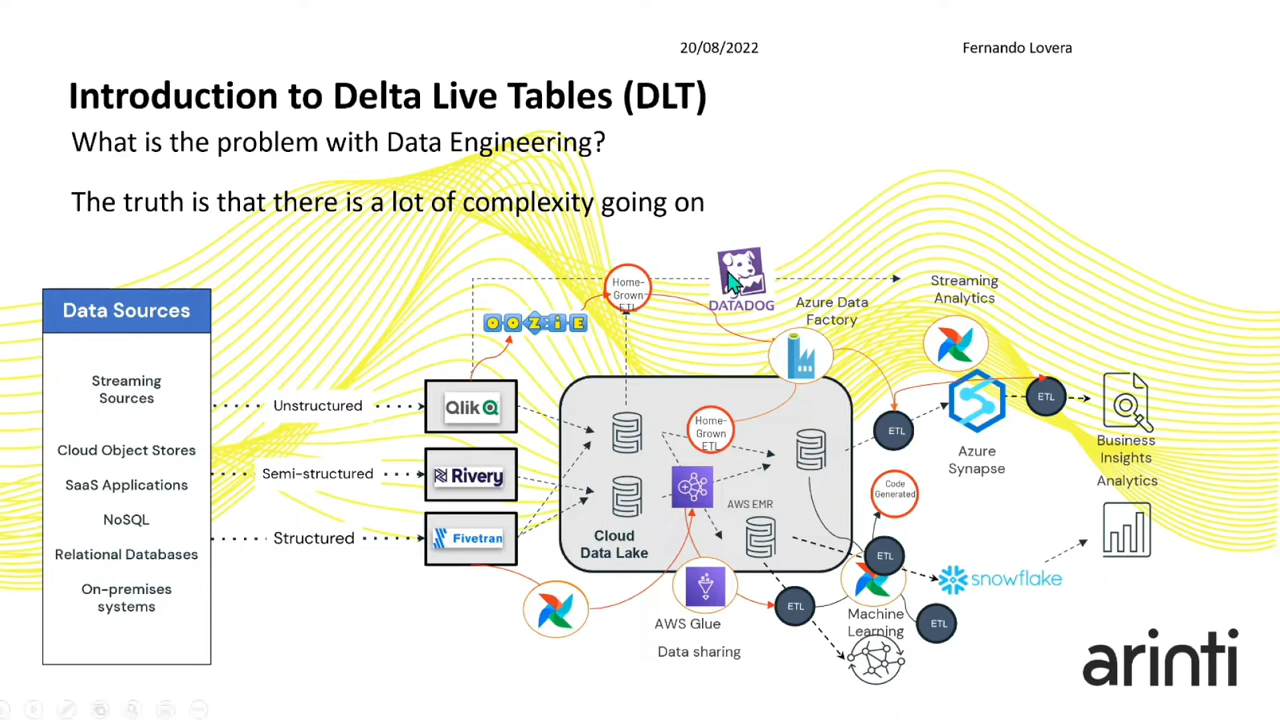 20/08/2022
Fernando Lovera
Introduction to Delta Live Tables (DLT)
What is the problem with Data Engineering?
The truth is that there is a lot of complexity going on
Data Sources
Streaming
Sources
Cloud Object Stores
SaaS Applications
NoSQL
Relational Databases
On-premises
systems
Unstructured
Semi-structured
Structured
Qlik
Rivery
Fivetran
OOZiE
Home-
Grown
ETL
DATADOG
Azure Data
Factory
Streaming
Analytics
Home-
Grown
ETL
Cloud
Data Lake
AWS EMR
AWS Glue
Data sharing
ETL
Azure
Synapse
ETL
Business
Insights
Analytics
Code
Generated
ETL
snowflake
ETL
Machine
Learning
ETL
arinti